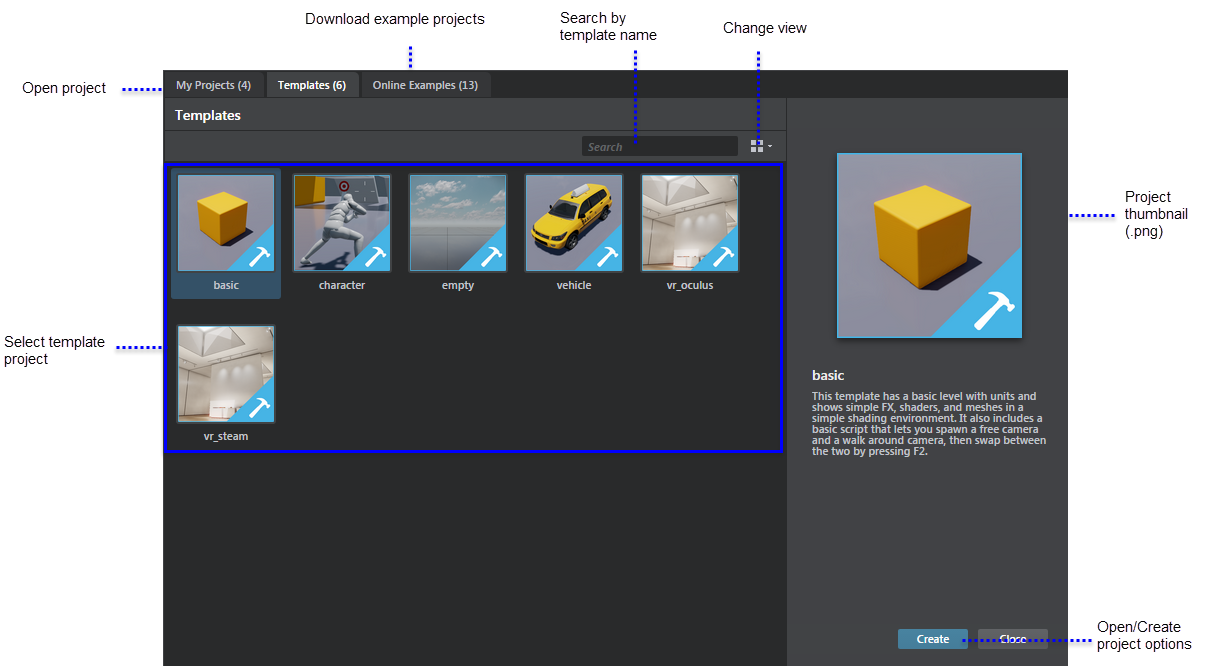 Download example projects
Search by
template name
Change view
Open project
My Projects (4)
Templates (6)
Online Examples (13)
Templates
Search
basic
character
empty
vehicle
vr_oculus
vr_steam
Select template
project
Project
thumbnail
(.png)
basic
This template has a basic level with units and
shows simple FX, shaders, and meshes in a
simple shading environment. It also includes a
basic script that lets you spawn a free camera
and a walk around camera, then swap between
the two by pressing F2.
Create
Close
Open/Create
project options